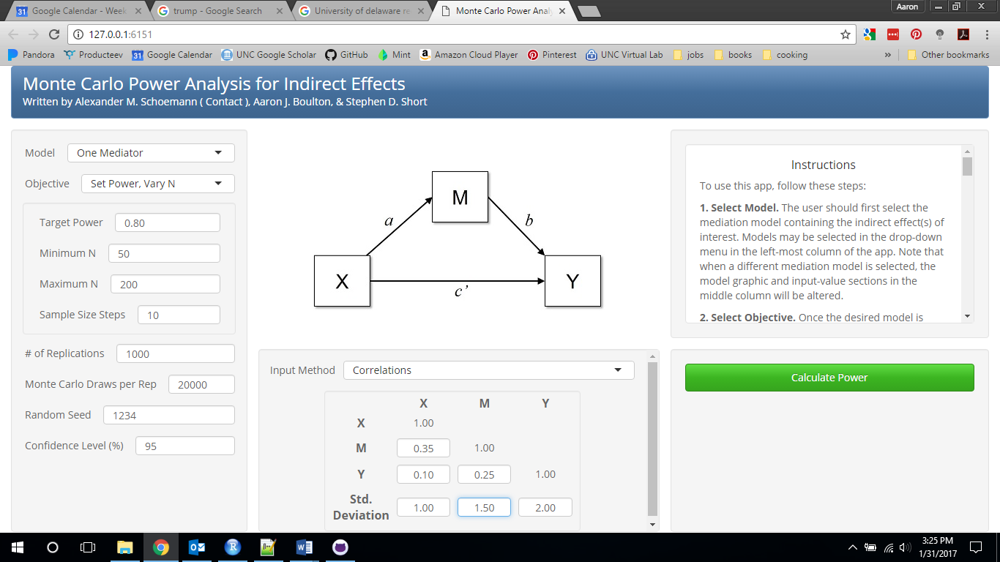 Google Calendar - Week
trump - Google Search
University of delaware re
Monte Carlo Power Analy
Aaron
127.0.0.1:6151
Pandora
Producteev
Google Calendar
UNC Google Scholar
GitHub
Mint
Amazon Cloud Player
Pinterest
UNC Virtual Lab
jobs
books
cooking
»
Other bookmarks
Monte Carlo Power Analysis for Indirect Effects
Written by Alexander M. Schoemann ( Contact ), Aaron J. Boulton, & Stephen D. Short
Model One Mediator
Objective Set Power, Vary N
Target Power 0.80
Minimum N 50
Maximum N 200
Sample Size Steps 10
# of Replications 1000
Monte Carlo Draws per Rep 20000
Random Seed 1234
Confidence Level (%) 95
M
a
b
X
Y
c’
Input Method Correlations
X M Y
X 1.00
M 0.35 1.00
Y 0.10 0.25 1.00
Std.
Deviation 1.00 1.50 2.00
Instructions
To use this app, follow these steps:
1. Select Model. The user should first select the
mediation model containing the indirect effect(s) of
interest. Models may be selected in the drop-down
menu in the left-most column of the app. Note that
when a different mediation model is selected, the
model graphic and input-value sections in the
middle column will be altered.
2. Select Objective. Once the desired model is
Calculate Power
3:25 PM
1/31/2017